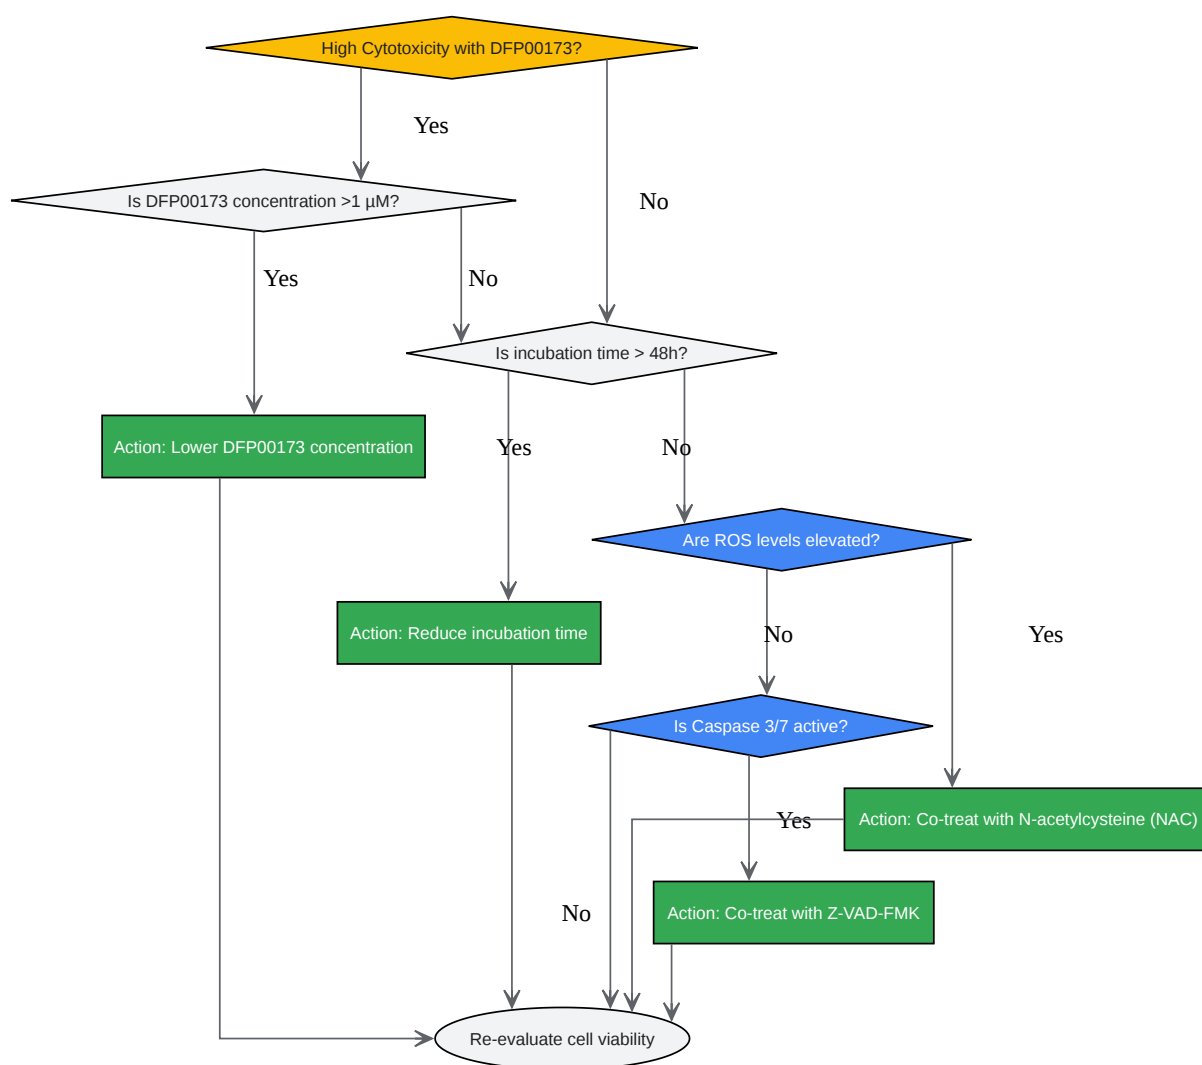 High Cytotoxicity with DFP00173?
Yes
Is DFP00173 concentration >1 µM?
No
Yes
No
Is incubation time > 48h?
Action: Lower DFP00173 concentration
Yes
No
Are ROS levels elevated?
Action: Reduce incubation time
No
Yes
Is Caspase 3/7 active?
Yes
Action: Co-treat with N-acetylcysteine (NAC)
No
Action: Co-treat with Z-VAD-FMK
Re-evaluate cell viability